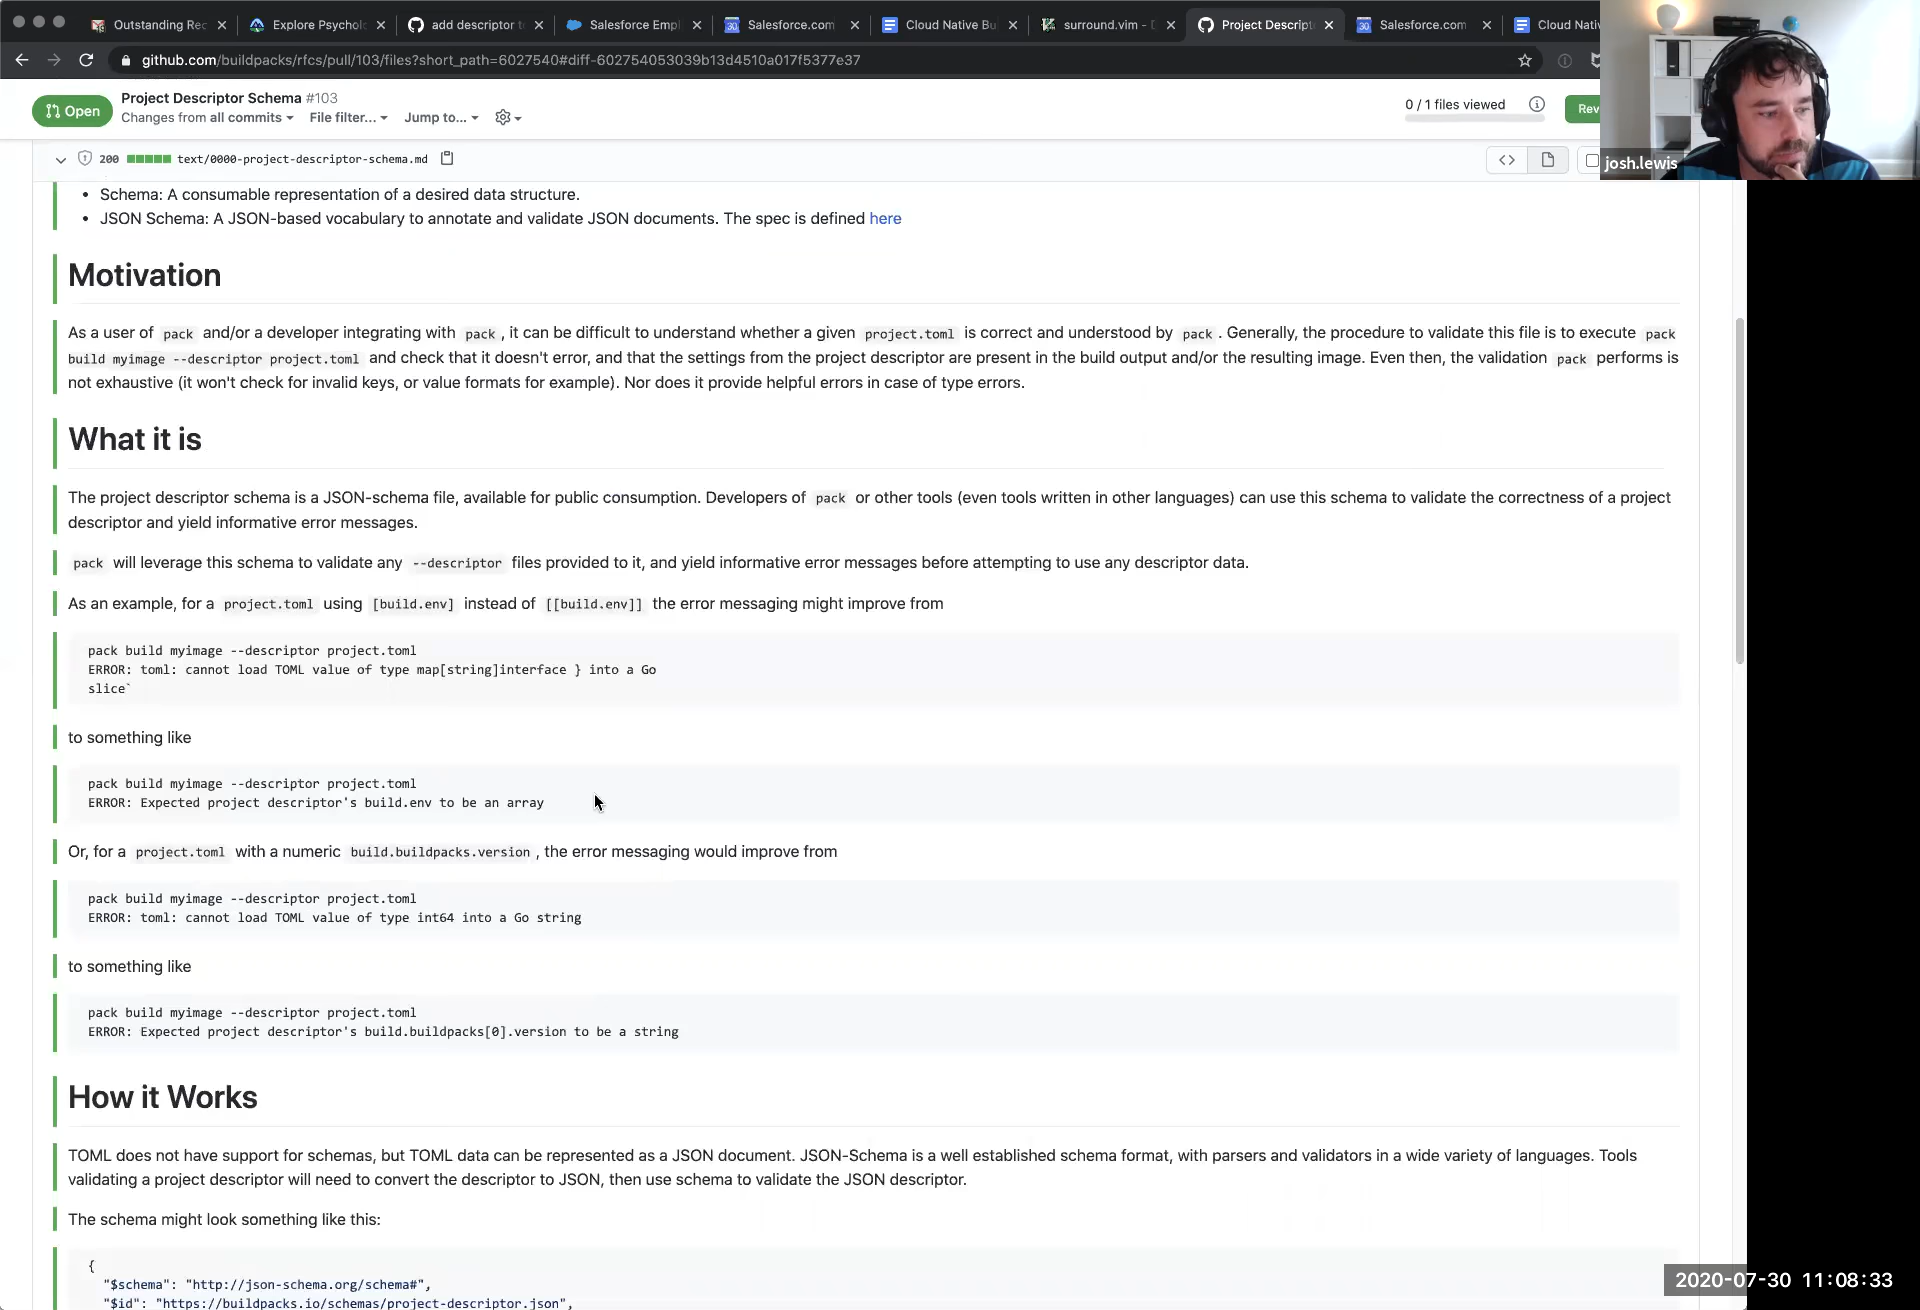 Outstanding Rec
Explore Psychol
add descriptor t
Salesforce Empl
Salesforce.com
Cloud Native Bu
surround.vim - D
Project Descript
Salesforce.com
Cloud Nativ
github.com/buildpacks/rfcs/pull/103/files?short_path=6027540#diff-602754053039b13d4510a017f5377e37
Open
Project Descriptor Schema #103
Changes from all commits File filter... Jump to...
0 / 1 files viewed
Rev
josh.lewis
200 text/0000-project-descriptor-schema.md
• Schema: A consumable representation of a desired data structure.
• JSON Schema: A JSON-based vocabulary to annotate and validate JSON documents. The spec is defined here
Motivation
As a user of pack and/or a developer integrating with pack , it can be difficult to understand whether a given project.toml is correct and understood by pack . Generally, the procedure to validate this file is to execute pack
build myimage --descriptor project.toml and check that it doesn't error, and that the settings from the project descriptor are present in the build output and/or the resulting image. Even then, the validation pack performs is
not exhaustive (it won't check for invalid keys, or value formats for example). Nor does it provide helpful errors in case of type errors.
What it is
The project descriptor schema is a JSON-schema file, available for public consumption. Developers of pack or other tools (even tools written in other languages) can use this schema to validate the correctness of a project
descriptor and yield informative error messages.
pack will leverage this schema to validate any --descriptor files provided to it, and yield informative error messages before attempting to use any descriptor data.
As an example, for a project.toml using [build.env] instead of [[build.env]] the error messaging might improve from
pack build myimage --descriptor project.toml
ERROR: toml: cannot load TOML value of type map[string]interface } into a Go
slice`
to something like
pack build myimage --descriptor project.toml
ERROR: Expected project descriptor's build.env to be an array
Or, for a project.toml with a numeric build.buildpacks.version , the error messaging would improve from
pack build myimage --descriptor project.toml
ERROR: toml: cannot load TOML value of type int64 into a Go string
to something like
pack build myimage --descriptor project.toml
ERROR: Expected project descriptor's build.buildpacks[0].version to be a string
How it Works
TOML does not have support for schemas, but TOML data can be represented as a JSON document. JSON-Schema is a well established schema format, with parsers and validators in a wide variety of languages. Tools
validating a project descriptor will need to convert the descriptor to JSON, then use schema to validate the JSON descriptor.
The schema might look something like this:
{
"$schema": "http://json-schema.org/schema#",
"$id": "https://buildpacks.io/schemas/project-descriptor.json",
2020-07-30 11:08:33